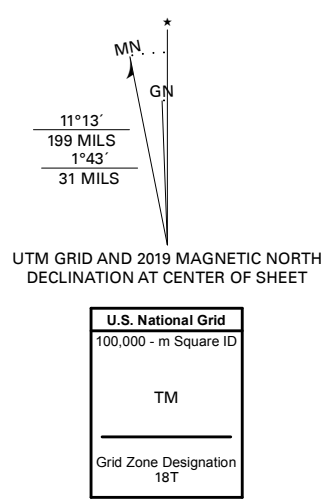 ★
MN
GN
11°13´
199 MILS
1°43´
31 MILS
UTM GRID AND 2019 MAGNETIC NORTH
DECLINATION AT CENTER OF SHEET
U.S. National Grid
100,000 - m Square ID
TM
Grid Zone Designation
18T